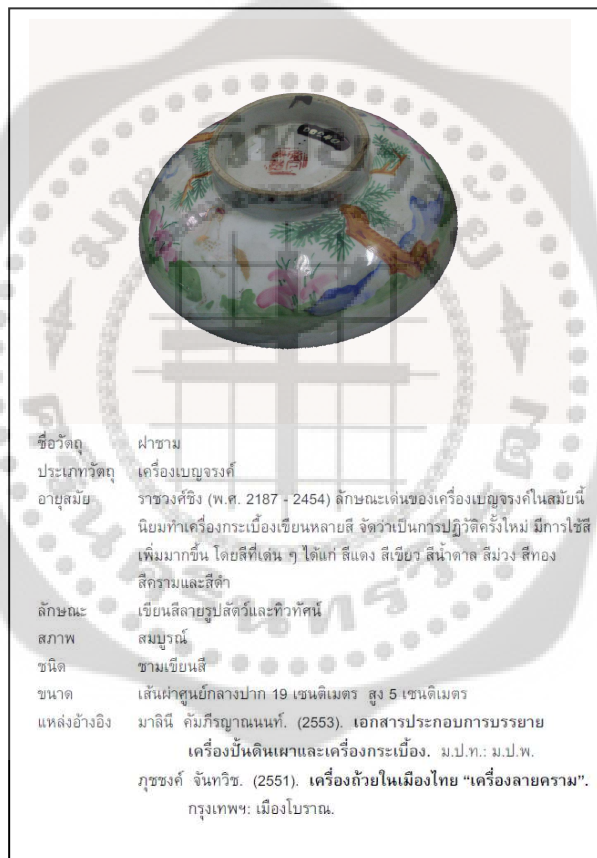 ชื่อวัตถุ ฝาชาม
ประเภทวัตถุ เครื่องเบญจรงค์
อายุสมัย ราชวงศ์ชิง (พ.ศ. 2187 - 2454) ลักษณะเด่นของเครื่องเบญจรงค์ในสมัยนี้
นิยมทำเครื่องกระเบื้องเขียนหลายสี จัดว่าเป็นการปฏิวัติครั้งใหม่ มีการใช้สี
เพิ่มมากขึ้น โดยสีที่เด่น ๆ ได้แก่ สีแดง สีเขียว สีน้ำตาล สีม่วง สีทอง
สีครามและสีดำ
ลักษณะ เขียนสีลายรูปสัตว์และทิวทัศน์
สภาพ สมบูรณ์
ชนิด ชามเขียนสี
ขนาด เส้นผ่าศูนย์กลางปาก 19 เซนติเมตร สูง 5 เซนติเมตร
แหล่งอ้างอิง มาลินี คัมภีรญาณนนท์. (2553). เอกสารประกอบการบรรยาย
เครื่องปั้นดินเผาและเครื่องกระเบื้อง. ม.ป.ท.: ม.ป.พ.
ภุชชงค์ จันทวิช. (2551). เครื่องถ้วยในเมืองไทย “เครื่องลายคราม”.
กรุงเทพฯ: เมืองโบราณ.